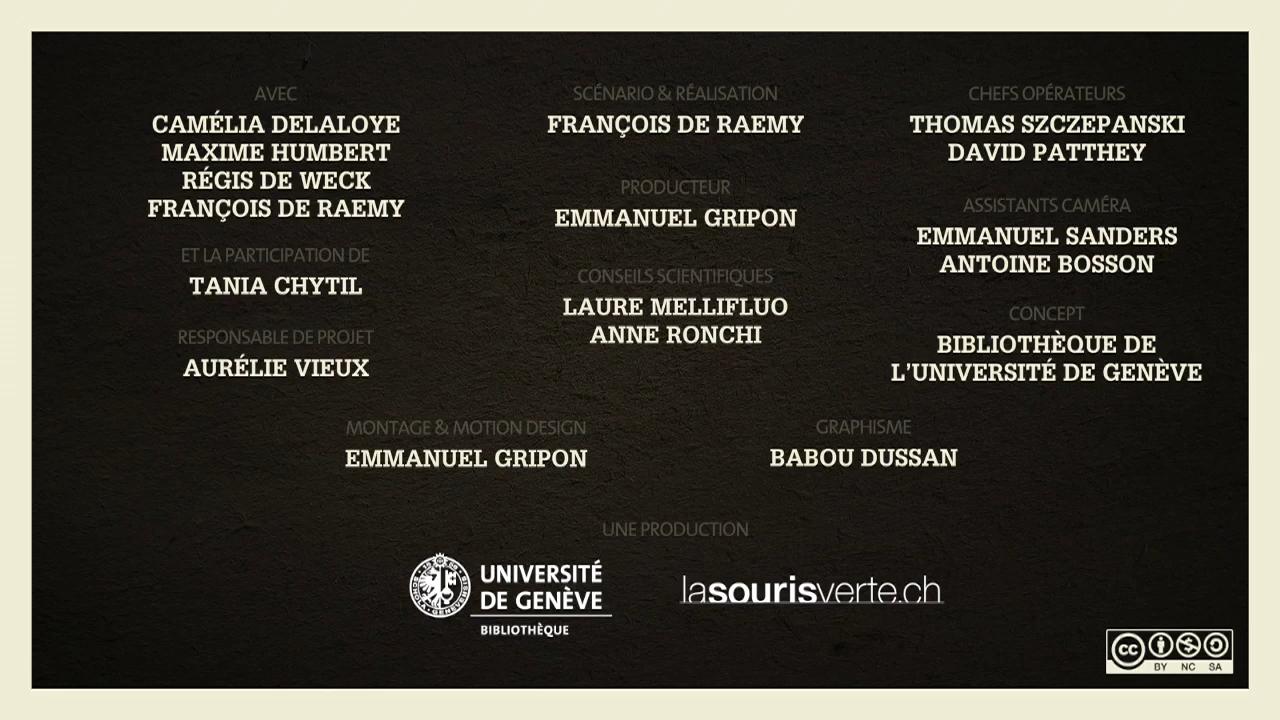 AVEC
CAMÉLIA DELALOYE
MAXIME HUMBERT
RÉGIS DE WECK
FRANÇOIS DE RAEMY
ET LA PARTICIPATION DE
TANIA CHYTIL
RESPONSABLE DE PROJET
AURÉLIE VIEUX
SCÉNARIO & RÉALISATION
FRANÇOIS DE RAEMY
PRODUCTEUR
EMMANUEL GRIPON
CONSEILS SCIENTIFIQUES
LAURE MELLIFLUO
ANNE RONCHI
CHEFS OPÉRATEURS
THOMAS SZCZEPANSKI
DAVID PATTHEY
ASSISTANTS CAMÉRA
EMMANUEL SANDERS
ANTOINE BOSSON
CONCEPT
BIBLIOTHÈQUE DE
L'UNIVERSITÉ DE GENÈVE
MONTAGE & MOTION DESIGN
EMMANUEL GRIPON
GRAPHISME
BABOU DUSSAN
UNE PRODUCTION
UNIVERSITÉ
DE GENÈVE
BIBLIOTHÈQUE
lasourisverte.ch
cc
BY NC SA